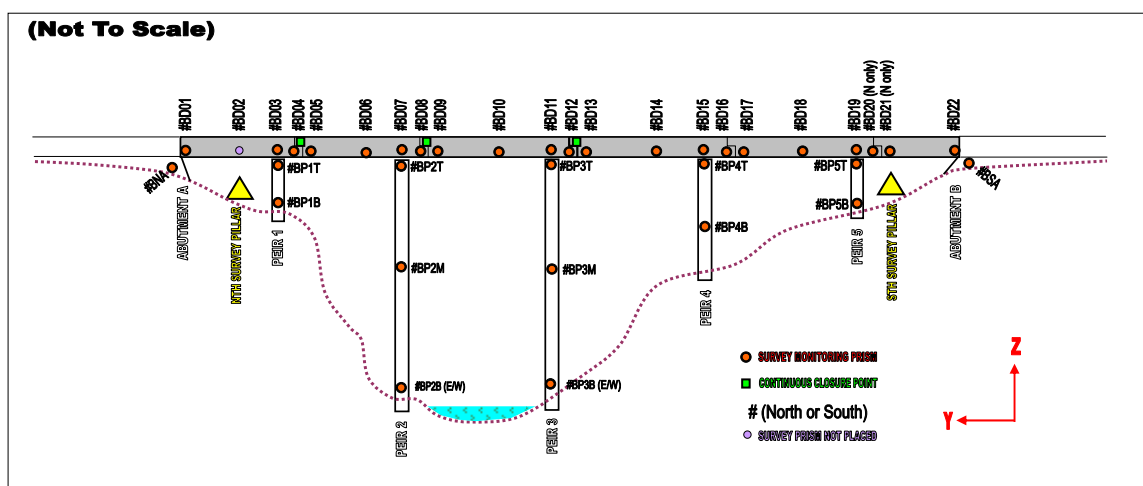 (Not To Scale)
#BD01
#BD02
#BD03
#BD04
#BD05
#BD06
#BD07
#BD08
#BD09
#BD10
#BD11
#BD12
#BD13
#BD14
#BD15
#BD16
#BD17
#BD18
#BD19
#BD20 (N only)
#BD21 (N only)
#BD22
#BNA
#BP1T
#BP2T
#BP3T
#BP4T
#BP5T
#BSA
#BP1B
#BP5B
#BP4B
#BP2M
#BP3M
#BP2B (E/W)
#BP3B (E/W)
ABUTMENT A
NTH SURVEY PILLAR
PEIR 1
PEIR 2
PEIR 3
PEIR 4
PEIR 5
STH SURVEY PILLAR
ABUTMENT B
SURVEY MONITORING PRISM
CONTINUOUS CLOSURE POINT
# (North or South)
SURVEY PRISM NOT PLACED
Z
Y